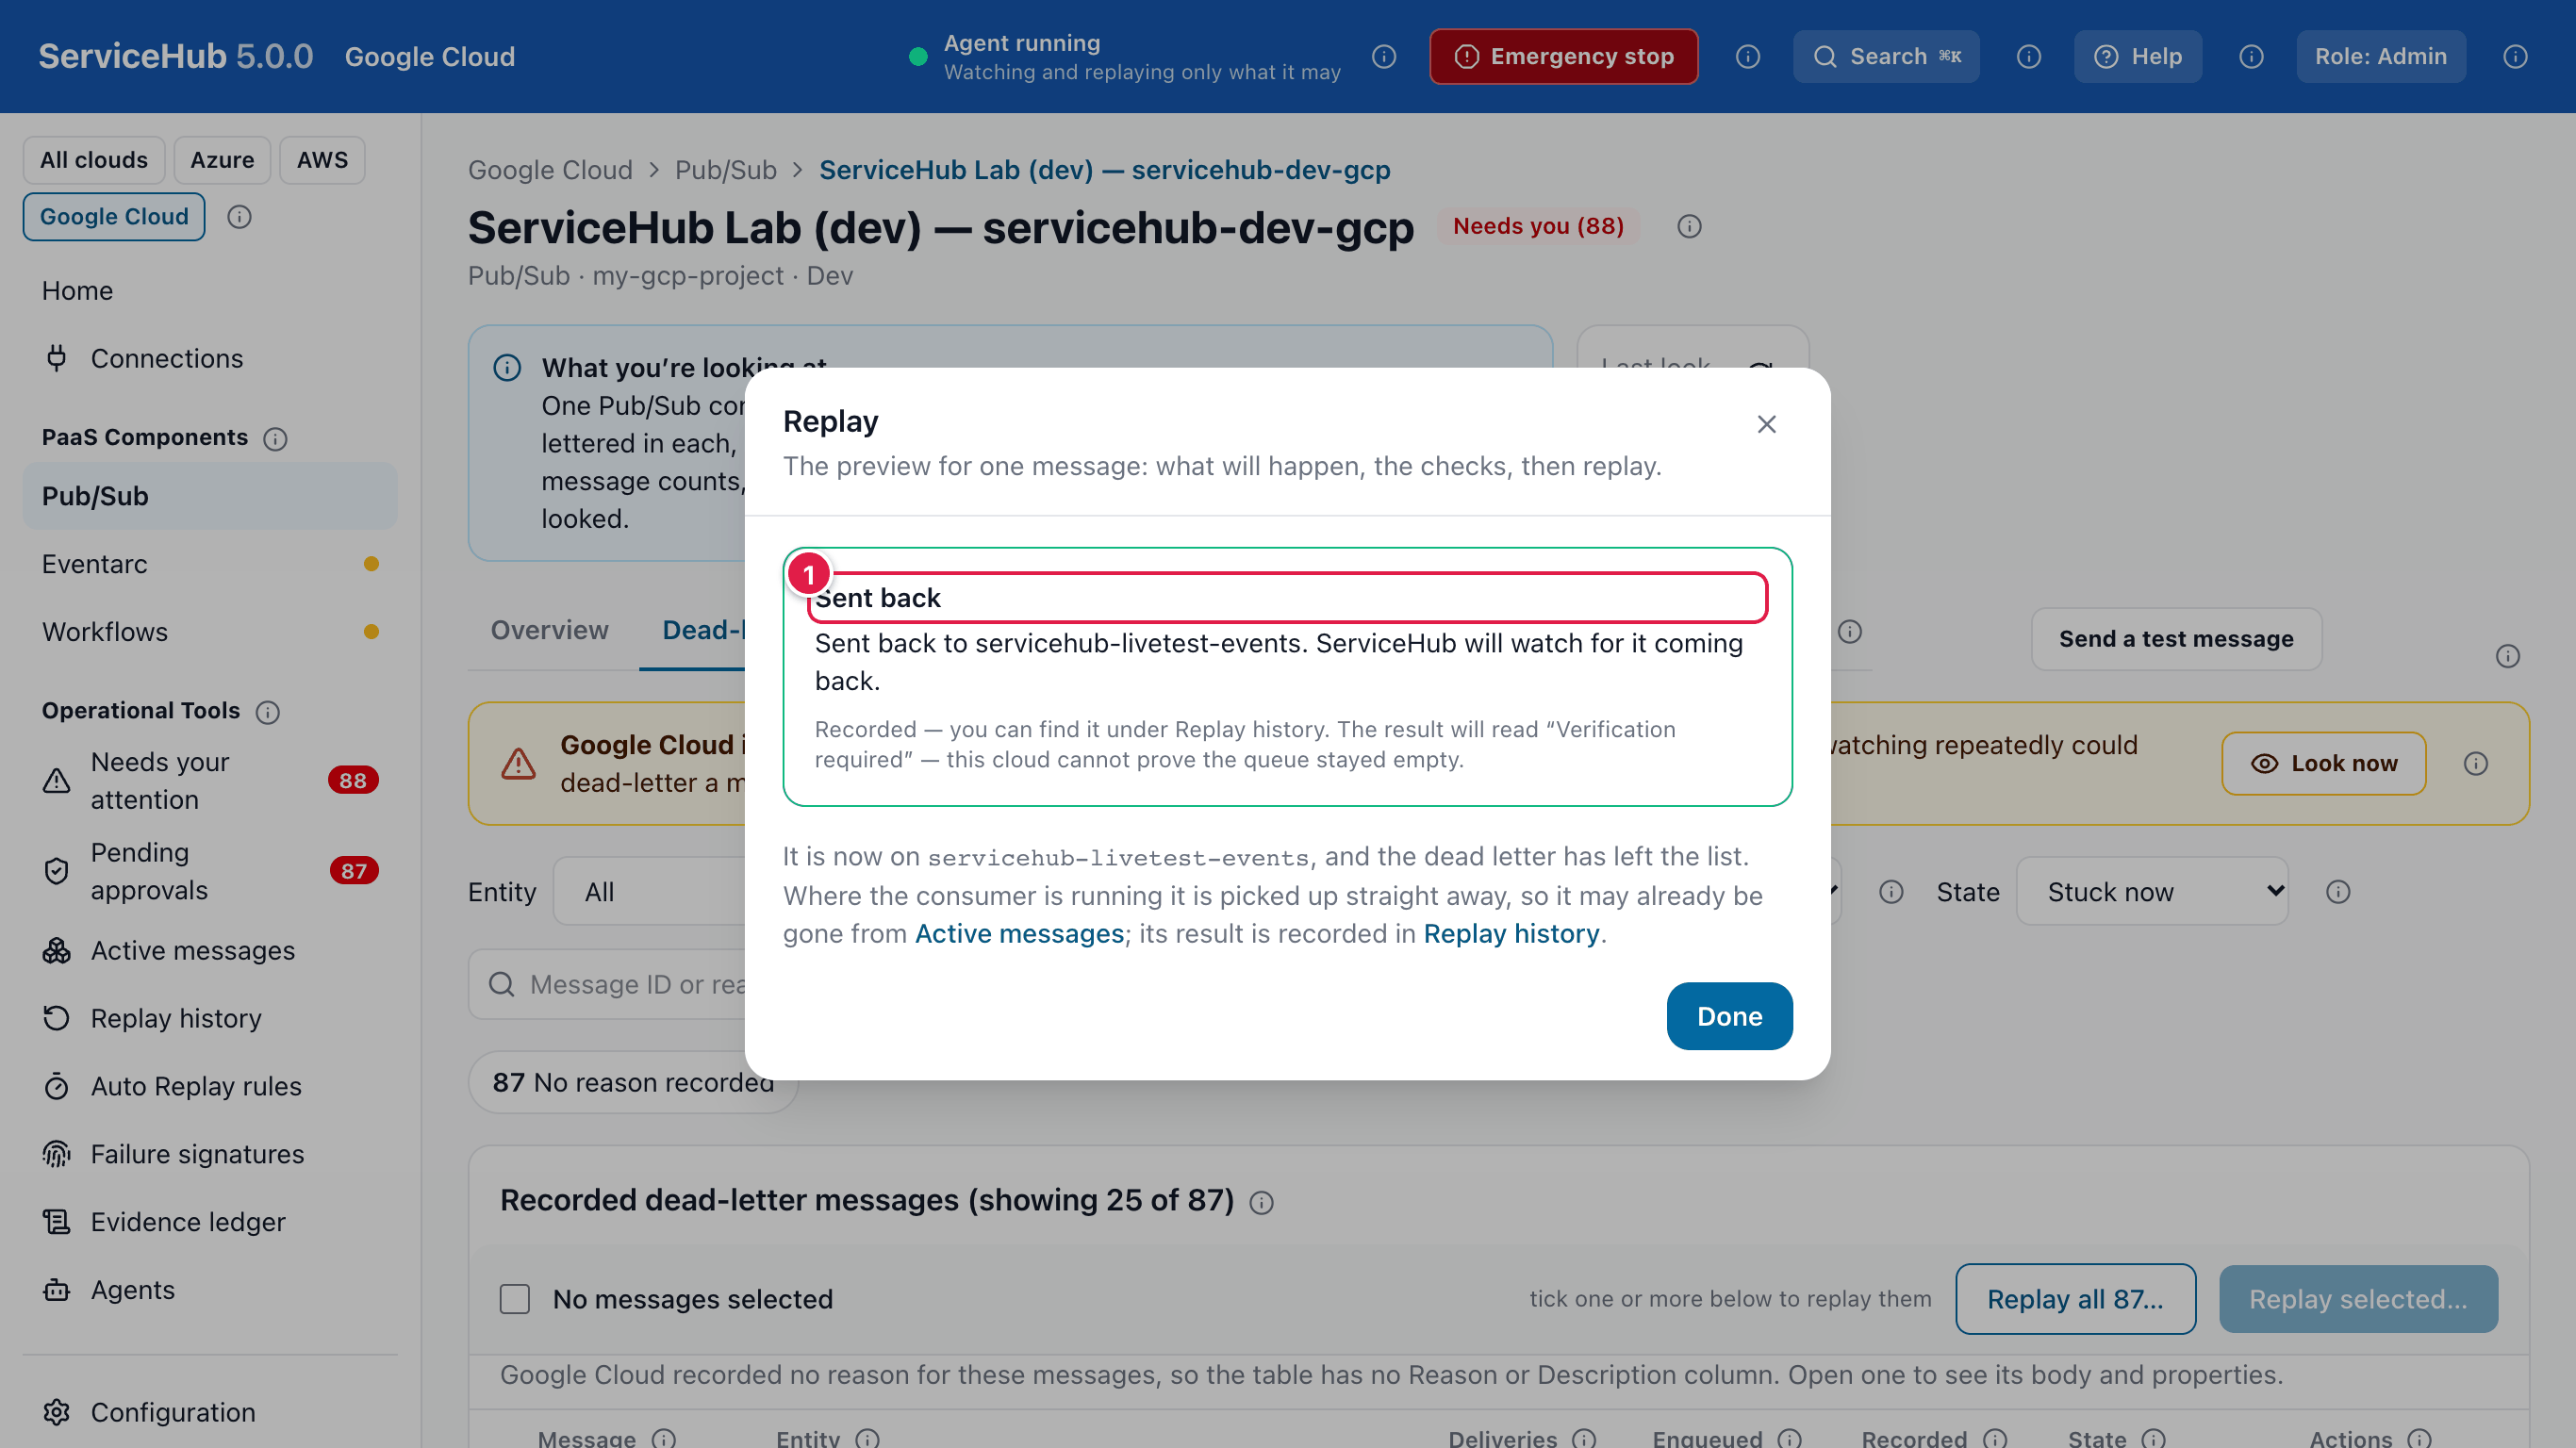 ServiceHub 5.0.0 Google Cloud
Agent running
Watching and replaying only what it may
Emergency stop
Search ⌘K
Help
Role: Admin
All clouds
Azure
AWS
Google Cloud
Home
Connections
PaaS Components
Pub/Sub
Eventarc
Workflows
Operational Tools
Needs your attention
88
Pending approvals
87
Active messages
Replay history
Auto Replay rules
Failure signatures
Evidence ledger
Agents
Configuration
Google Cloud > Pub/Sub > ServiceHub Lab (dev) — servicehub-dev-gcp
ServiceHub Lab (dev) — servicehub-dev-gcp
Needs you (88)
Pub/Sub · my-gcp-project · Dev
What you’re looking at
One Pub/Sub
lettered in each,
message counts,
looked.
Last look
Overview
Send a test message
Google Cloud
dead-letter a
watching repeatedly could
Look now
Entity
All
State
Stuck now
Message ID or
87 No reason recorded
Replay
The preview for one message: what will happen, the checks, then replay.
1
Sent back
Sent back to servicehub-livetest-events. ServiceHub will watch for it coming
back.
Recorded — you can find it under Replay history. The result will read “Verification
required” — this cloud cannot prove the queue stayed empty.
It is now on servicehub-livetest-events, and the dead letter has left the list.
Where the consumer is running it is picked up straight away, so it may already be
gone from Active messages; its result is recorded in Replay history.
Done
Recorded dead-letter messages (showing 25 of 87)
No messages selected
tick one or more below to replay them
Replay all 87...
Replay selected...
Google Cloud recorded no reason for these messages, so the table has no Reason or Description column. Open one to see its body and properties.
Message
Entity
Deliveries
Enqueued
Recorded
State
Actions